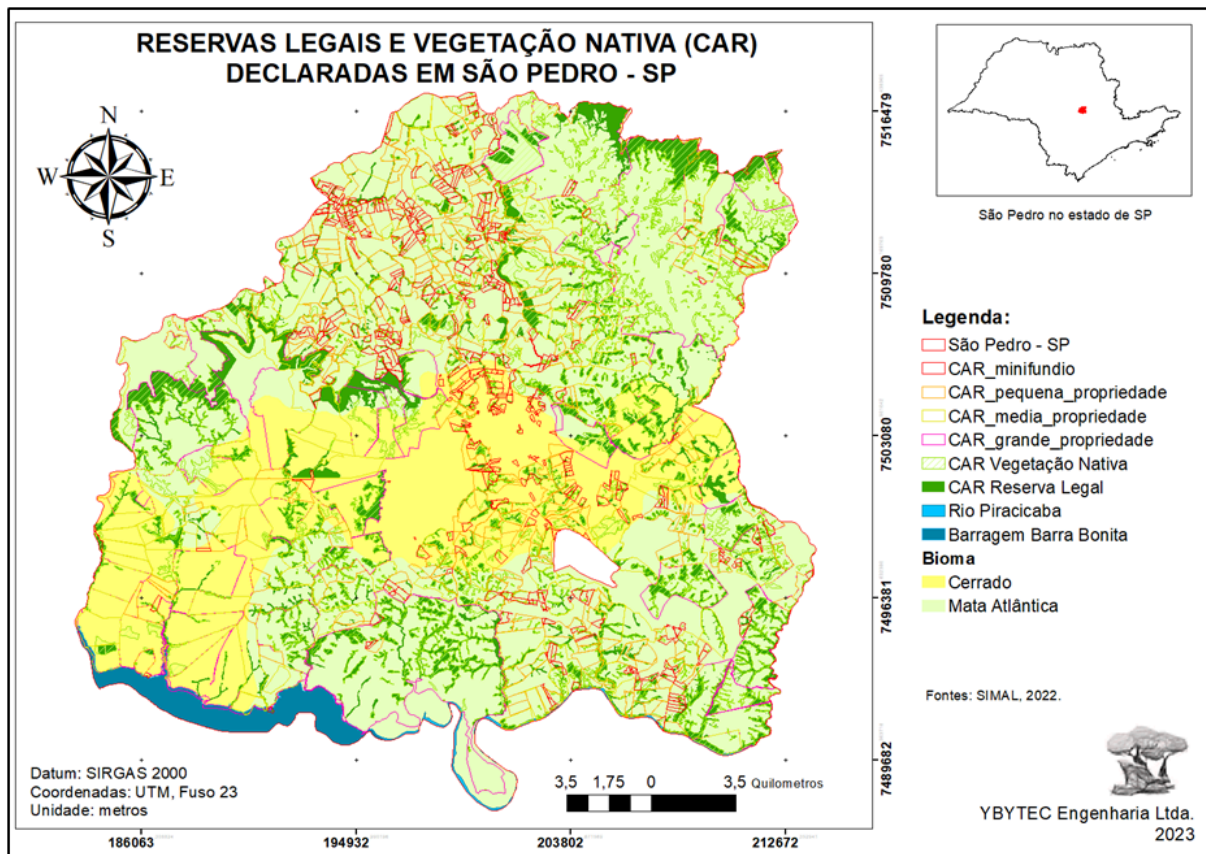 RESERVAS LEGAIS E VEGETAÇÃO NATIVA (CAR)
DECLARADAS EM SÃO PEDRO - SP
N
W
E
S
7516479
7509780
7503080
7496381
7489682
São Pedro no estado de SP
Legenda:
São Pedro - SP
CAR_minifundio
CAR_pequena_propriedade
CAR_media_propriedade
CAR_grande_propriedade
CAR Vegetação Nativa
CAR Reserva Legal
Rio Piracicaba
Barragem Barra Bonita
Bioma
Cerrado
Mata Atlântica
Fontes: SIMAL, 2022.
Datum: SIRGAS 2000
Coordenadas: UTM, Fuso 23
Unidade: metros
3,5 1,75 0 3,5 Quilometros
186063 194932 203802 212672
YBYTEC Engenharia Ltda.
2023